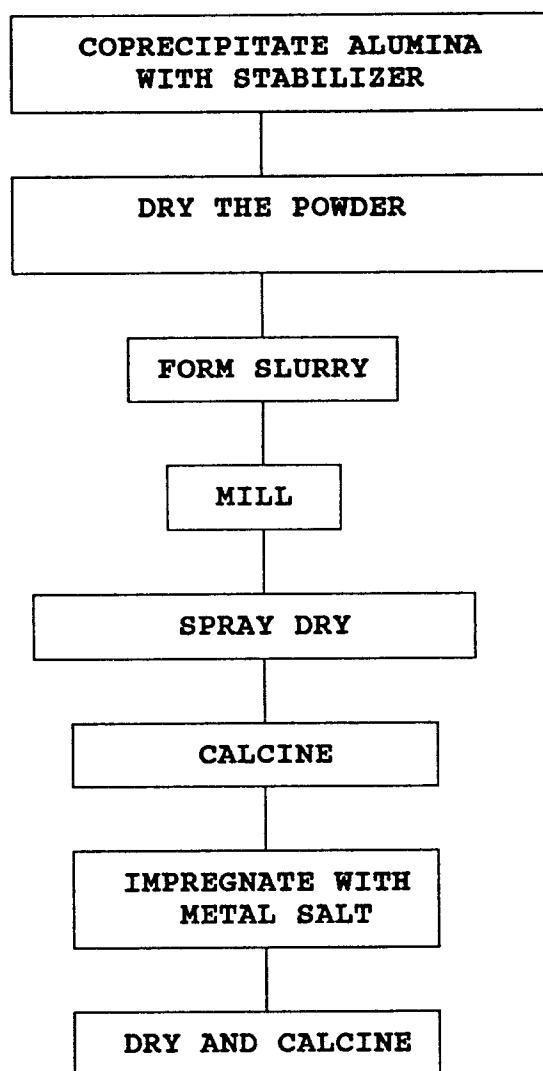 COPRECIPITATE ALUMINA
WITH STABILIZER
DRY THE POWDER
FORM SLURRY
MILL
SPRAY DRY
CALCINE
IMPREGNATE WITH
METAL SALT
DRY AND CALCINE